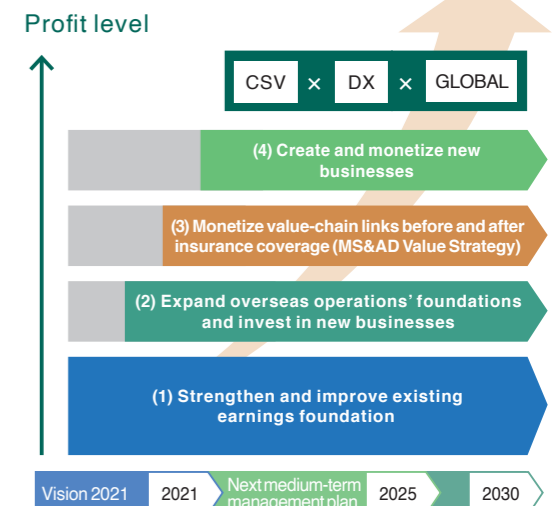 Profit level
CSV × DX × GLOBAL
(4) Create and monetize new
businesses
(3) Monetize value-chain links before and after
insurance coverage (MS&AD Value Strategy)
(2) Expand overseas operations' foundations
and invest in new businesses
(1) Strengthen and improve existing
earnings foundation
Vision 2021
2021
Next medium-term
management plan
2025
2030